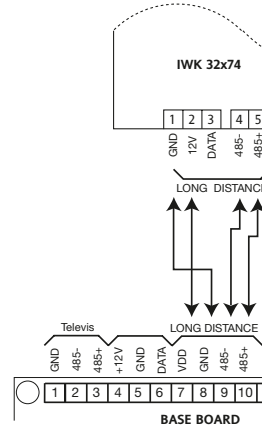 IWK 32x74
1 2 3 4 5
GND 12V DATA 485- 485+
LONG DISTANCE
Televis LONG DISTANCE
GND 485- 485+ +12V GND DATA VDD GND 485- 485+
1 2 3 4 5 6 7 8 9 10
BASE BOARD